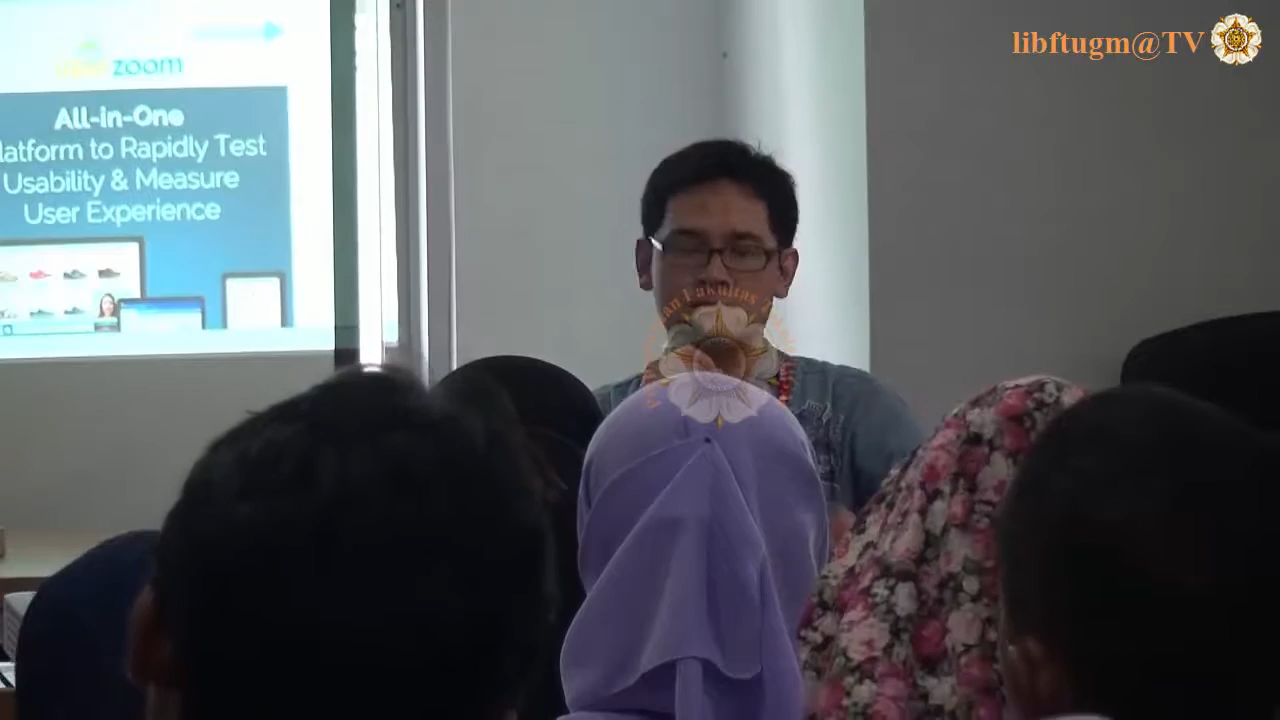 zoom
libftugm@TV
All-in-One
latform to Rapidly Test
Usability & Measure
User Experience